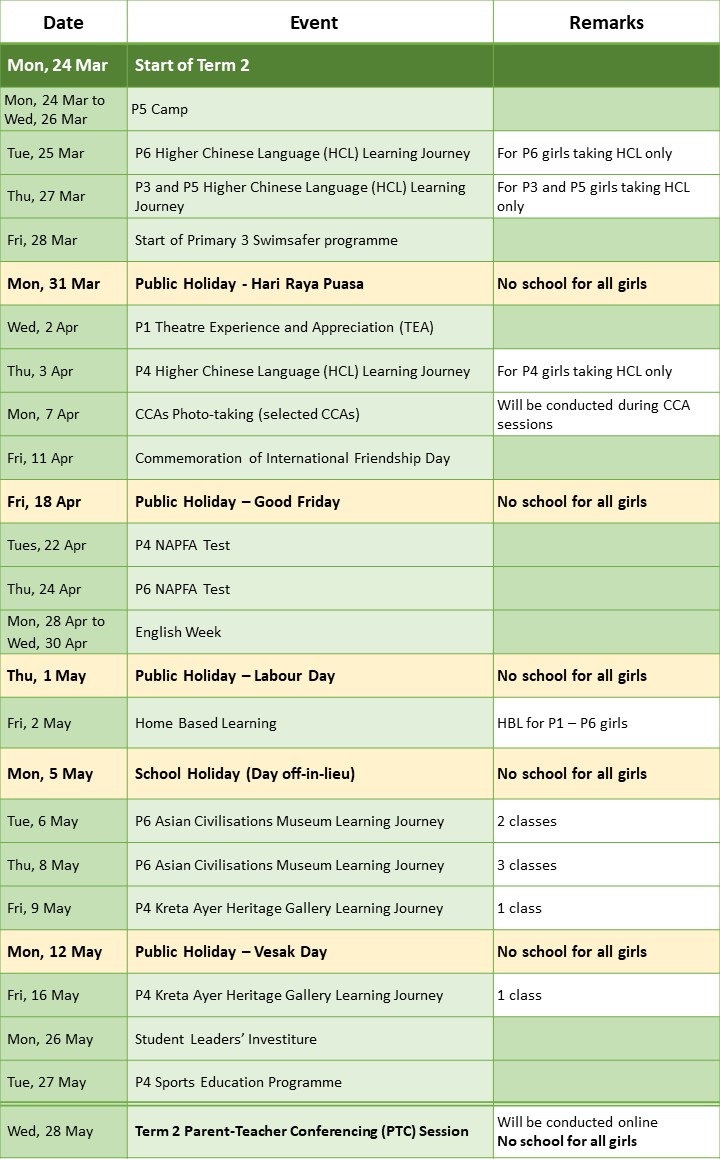 Date Event Remarks
Mon, 24 Mar Start of Term 2
Mon, 24 Mar to
Wed, 26 Mar
P5 Camp
Tue, 25 Mar P6 Higher Chinese Language (HCL) Learning Journey For P6 girls taking HCL only
Thu, 27 Mar
P3 and P5 Higher Chinese Language (HCL) Learning
Journey
For P3 and P5 girls taking HCL
only
Fri, 28 Mar Start of Primary 3 Swimsafer programme
Mon, 31 Mar Public Holiday - Hari Raya Puasa No school for all girls
Wed, 2 Apr P1 Theatre Experience and Appreciation (TEA)
Thu, 3 Apr P4 Higher Chinese Language (HCL) Learning Journey For P4 girls taking HCL only
Mon, 7 Apr CCAs Photo-taking (selected CCAs)
Will be conducted during CCA
sessions
Fri, 11 Apr Commemoration of International Friendship Day
Fri, 18 Apr Public Holiday – Good Friday No school for all girls
Tues, 22 Apr P4 NAPFA Test
Thu, 24 Apr P6 NAPFA Test
Mon, 28 Apr to
Wed, 30 Apr
English Week
Thu, 1 May Public Holiday – Labour Day No school for all girls
Fri, 2 May Home Based Learning HBL for P1 – P6 girls
Mon, 5 May School Holiday (Day off-in-lieu) No school for all girls
Tue, 6 May P6 Asian Civilisations Museum Learning Journey 2 classes
Thu, 8 May P6 Asian Civilisations Museum Learning Journey 3 classes
Fri, 9 May P4 Kreta Ayer Heritage Gallery Learning Journey 1 class
Mon, 12 May Public Holiday – Vesak Day No school for all girls
Fri, 16 May P4 Kreta Ayer Heritage Gallery Learning Journey 1 class
Mon, 26 May Student Leaders’ Investiture
Tue, 27 May P4 Sports Education Programme
Wed, 28 May Term 2 Parent-Teacher Conferencing (PTC) Session
Will be conducted online
No school for all girls